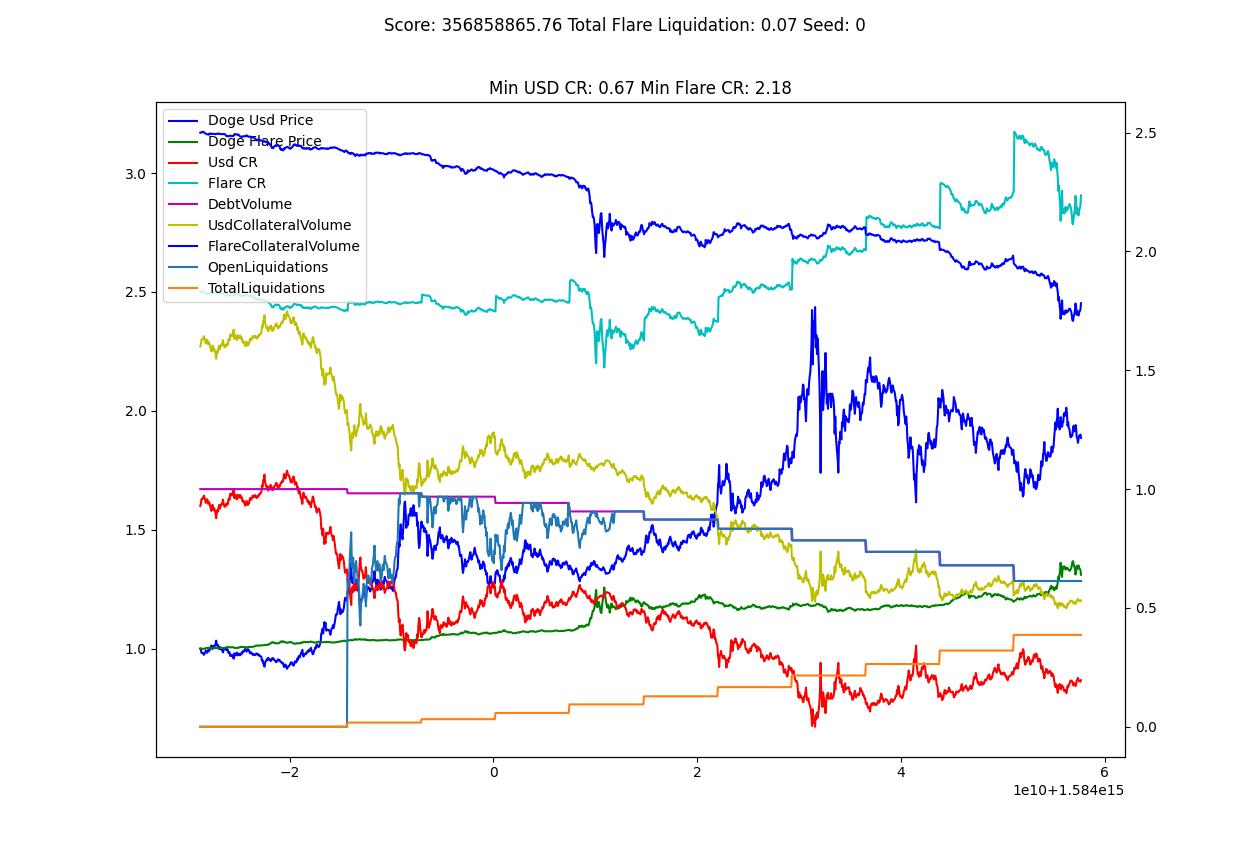 Score: 356858865.76 Total Flare Liquidation: 0.07 Seed: 0
Min USD CR: 0.67 Min Flare CR: 2.18
Doge Usd Price
Doge Flare Price
Usd CR
Flare CR
DebtVolume
UsdCollateralVolume
FlareCollateralVolume
OpenLiquidations
TotalLiquidations
3.0
2.5
2.0
1.5
1.0
2.5
2.0
1.5
1.0
0.5
0.0
−2
0
2
4
6
1e10+1.584e15